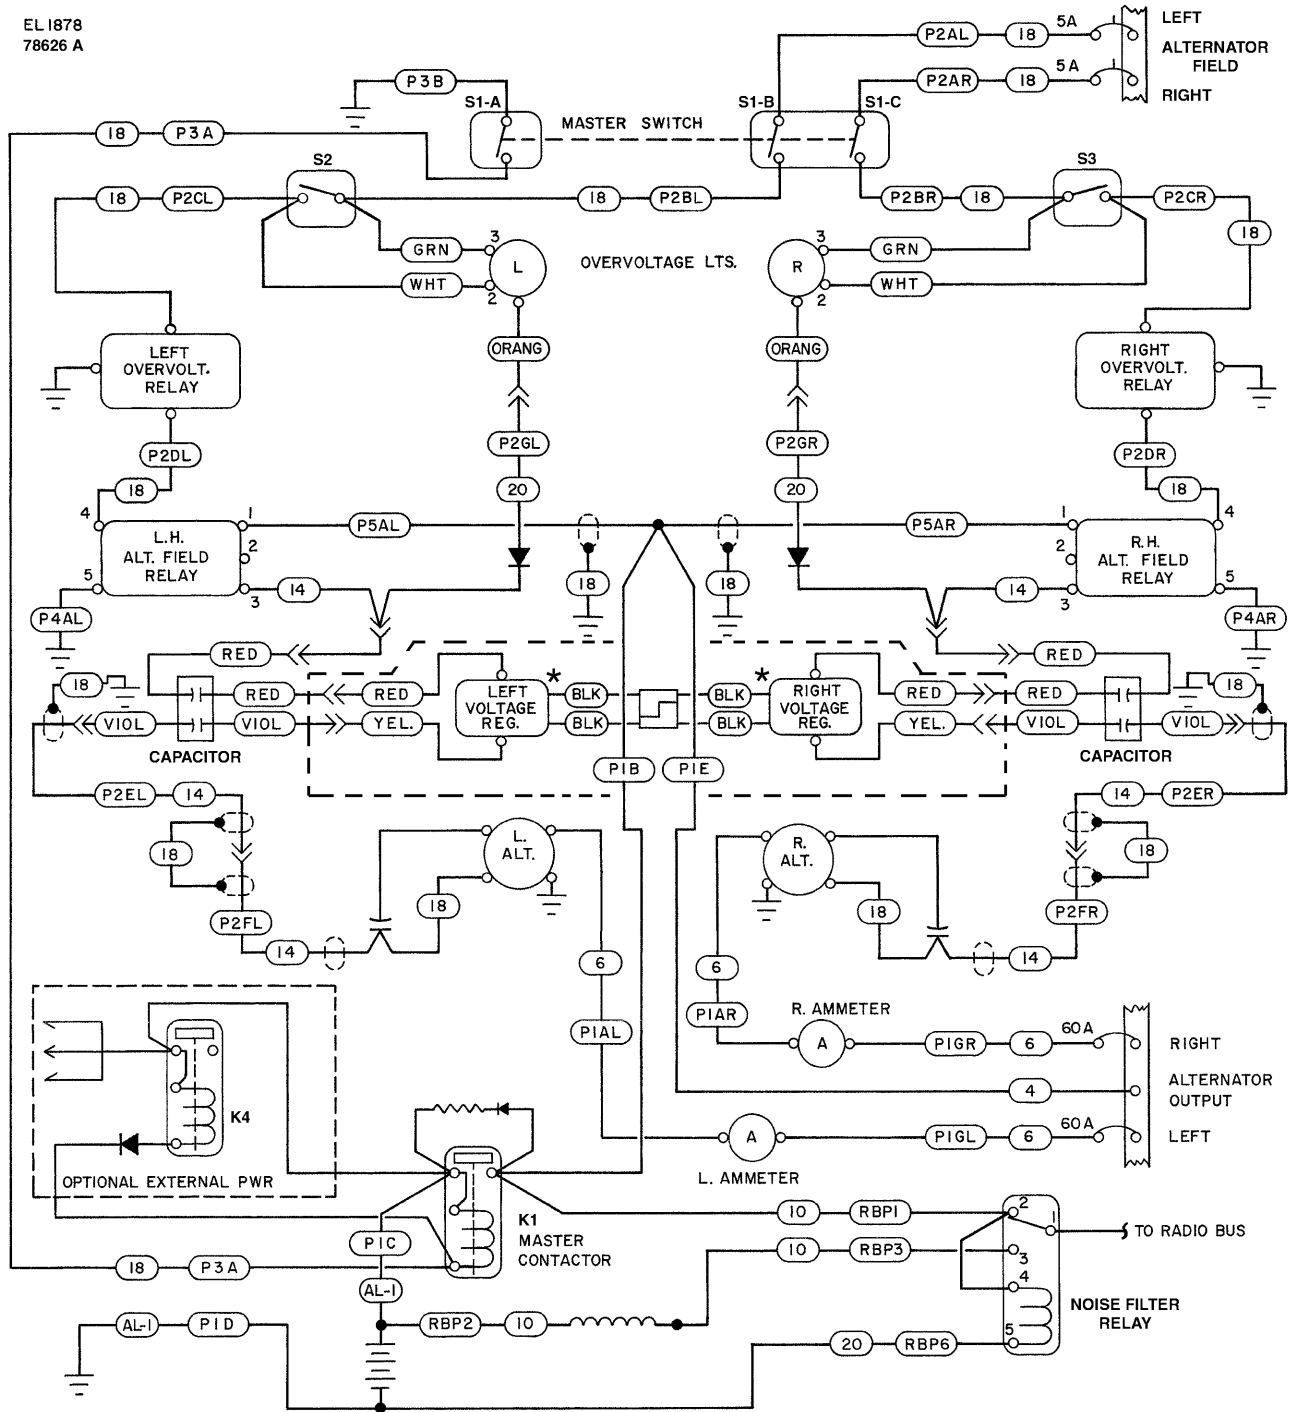 EL1878
78626 A
P2AL 18 5A
LEFT
ALTERNATOR
FIELD
P2AR 18 5A
RIGHT
P3B
S1-A
S1-B
S1-C
MASTER SWITCH
18 P3A
S2
S3
18 P2CL
18 P2BL
P2BR 18
P2CR
18
GRN 3
WHT 2
L
OVERVOLTAGE LTS.
R
3 GRN
2 WHT
ORANG
ORANG
LEFT
OVERVOLT.
RELAY
RIGHT
OVERVOLT.
RELAY
P2GL
P2GR
P2DL
P2DR
18
20
20
18
4
1
2
3
5
L.H.
ALT. FIELD
RELAY
P5AL
P5AR
1
2
3
4
5
R.H.
ALT. FIELD
RELAY
14
18
18
14
P4AL
P4AR
RED
RED
18
18
RED RED
LEFT
VOLTAGE
REG.
*
BLK
BLK
*
RIGHT
VOLTAGE
REG.
RED RED
VIOL VIOL YEL.
BLK
BLK
YEL. VIOL VIOL
CAPACITOR
CAPACITOR
P1B P1E
P2EL 14
14 P2ER
18
L.
ALT.
R.
ALT.
18
P2FL
18
18
P2FR
14
14
6
6
P1AL
P1AR
R. AMMETER
A
P1GR 6 60A
RIGHT
4
ALTERNATOR
OUTPUT
A
P1GL 6 60A
LEFT
L. AMMETER
K4
OPTIONAL EXTERNAL PWR
K1
MASTER
CONTACTOR
P1C
10 RBP1
2
1
TO RADIO BUS
10 RBP3
3
4
5
18 P3A
AL-1
NOISE FILTER
RELAY
AL-1 P1D
RBP2 10
20 RBP6